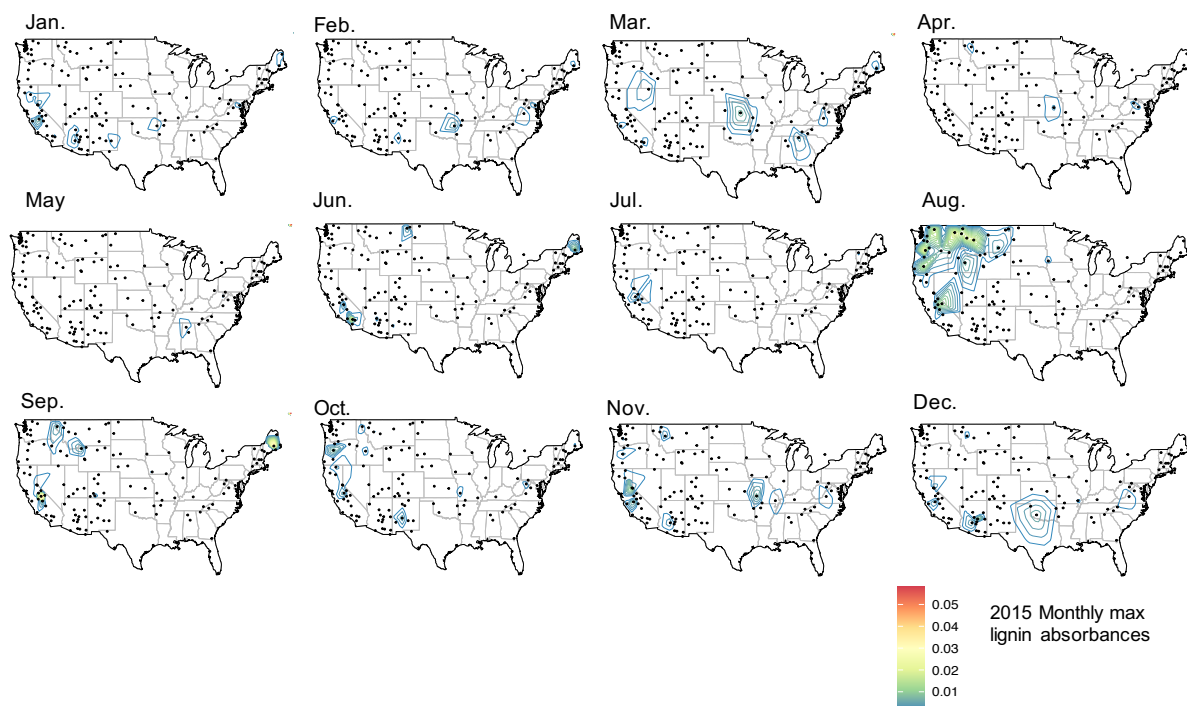 Jan.
Feb.
Mar.
Apr.
May
Jun.
Jul.
Aug.
Sep.
Oct.
Nov.
Dec.
0.05
0.04
0.03
0.02
0.01
2015 Monthly max
lignin absorbances